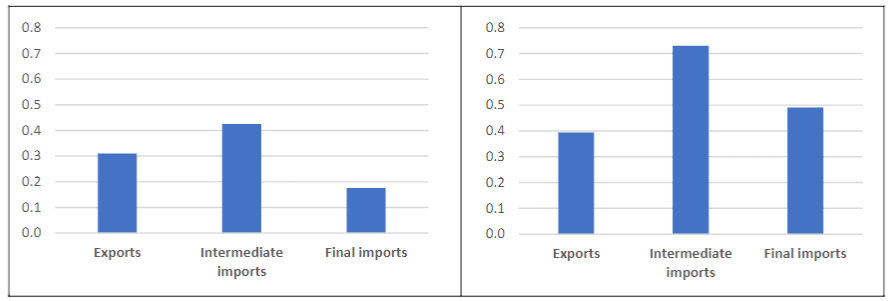 0.8
0.7
0.6
0.5
0.4
0.3
0.2
0.1
0.0
Exports
Intermediate
imports
Final imports
0.8
0.7
0.6
0.5
0.4
0.3
0.2
0.1
0.0
Exports
Intermediate
imports
Final imports